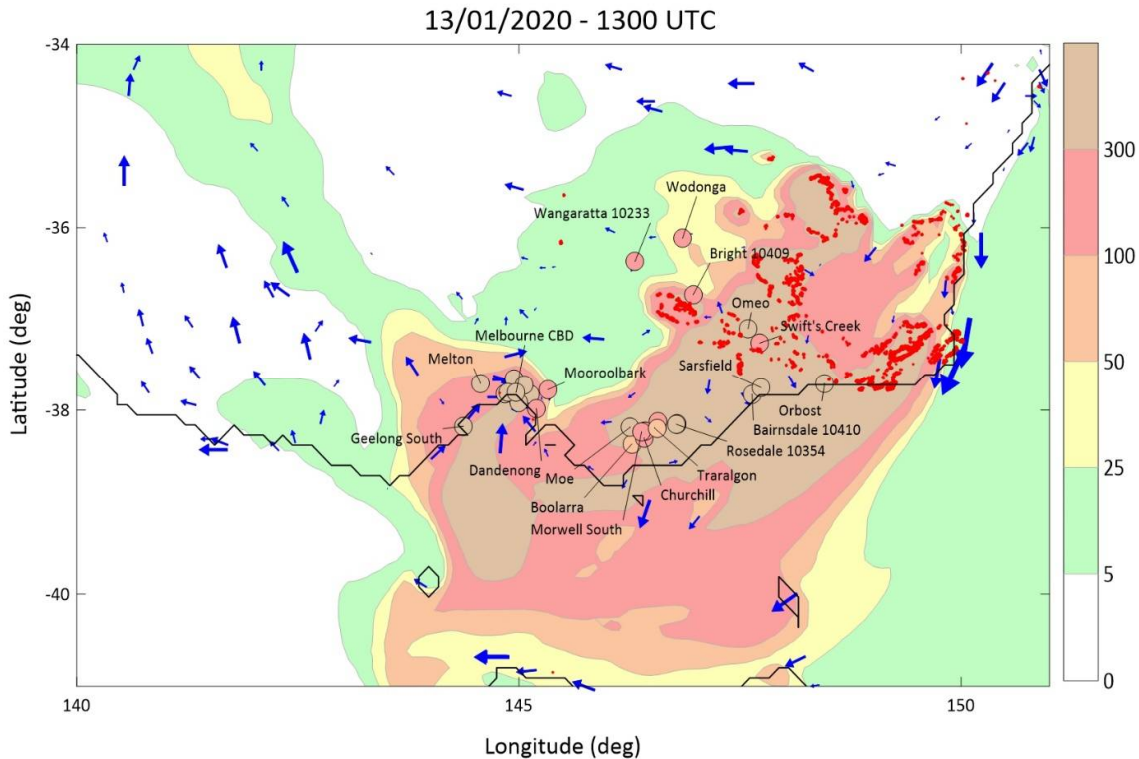 13/01/2020 - 1300 UTC
-34
-36
-38
-40
Latitude (deg)
140
145
150
Longitude (deg)
300
100
50
25
5
0
Wodonga
Wangaratta 10233
Bright 10409
Omeo
Swift's Creek
Melbourne CBD
Melton
Mooroolbark
Sarsfield
Orbost
Bairnsdale 10410
Geelong South
Rosedale 10354
Dandenong
Moe
Traralgon
Churchill
Boolarra
Morwell South